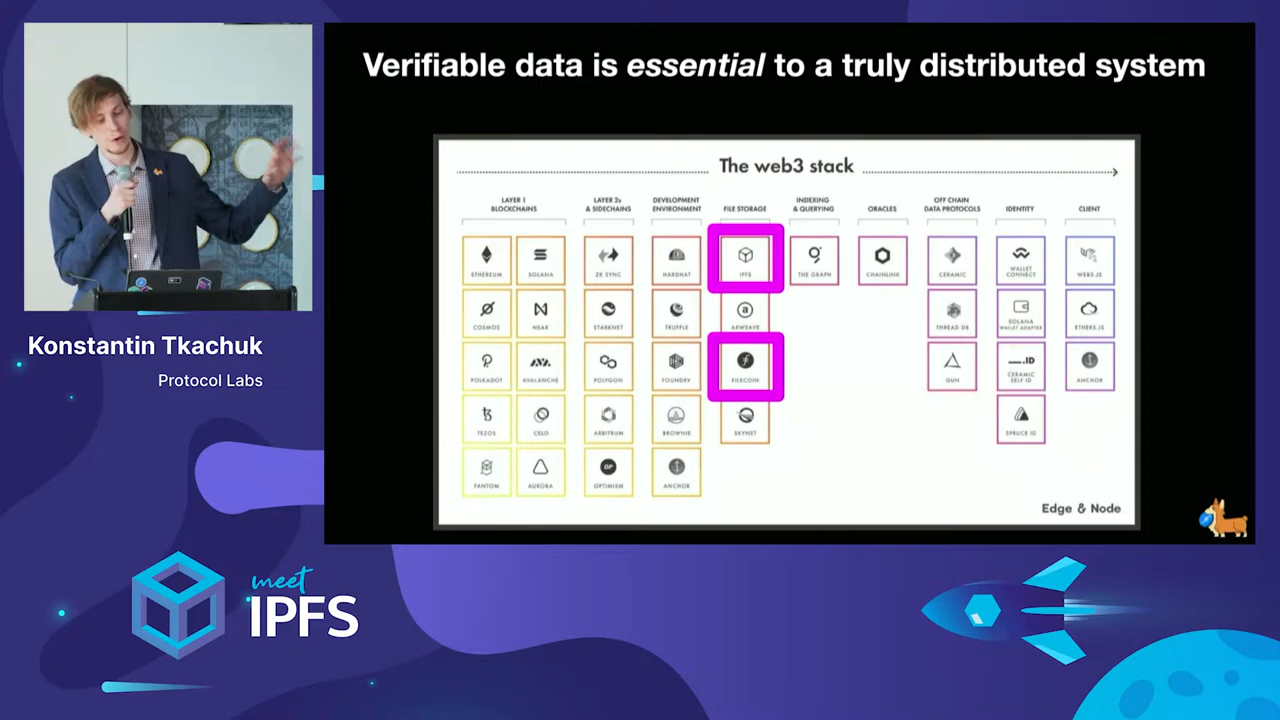 Verifiable data is essential to a truly distributed system
The web3 stack
LAYER 1
BLOCKCHAINS
LAYER 2s
& SIDECHAINS
DEVELOPMENT
ENVIRONMENT
FILE STORAGE
INDEXING
& QUERYING
ORACLES
OFF CHAIN
DATA PROTOCOLS
IDENTITY
CLIENT
ETHEREUM
SOLANA
ZK SYNC
HARDHAT
IPFS
THE GRAPH
CHAINLINK
CERAMIC
WALLET
CONNECT
WEB3.JS
COSMOS
NEAR
STARKNET
TRUFFLE
ARWEAVE
THREAD DB
SOLANA
WALLET ADAPTER
ETHERS.JS
POLKADOT
AVALANCHE
POLYGON
FOUNDRY
FILECOIN
GUN
.ID
CERAMIC
SELF ID
ANCHOR
TEZOS
CELO
ARBITRUM
BROWNIE
SKYNET
SPRUCE ID
FANTOM
AURORA
OP
OPTIMISM
ANCHOR
Edge & Node
Konstantin Tkachuk
Protocol Labs
meet
IPFS